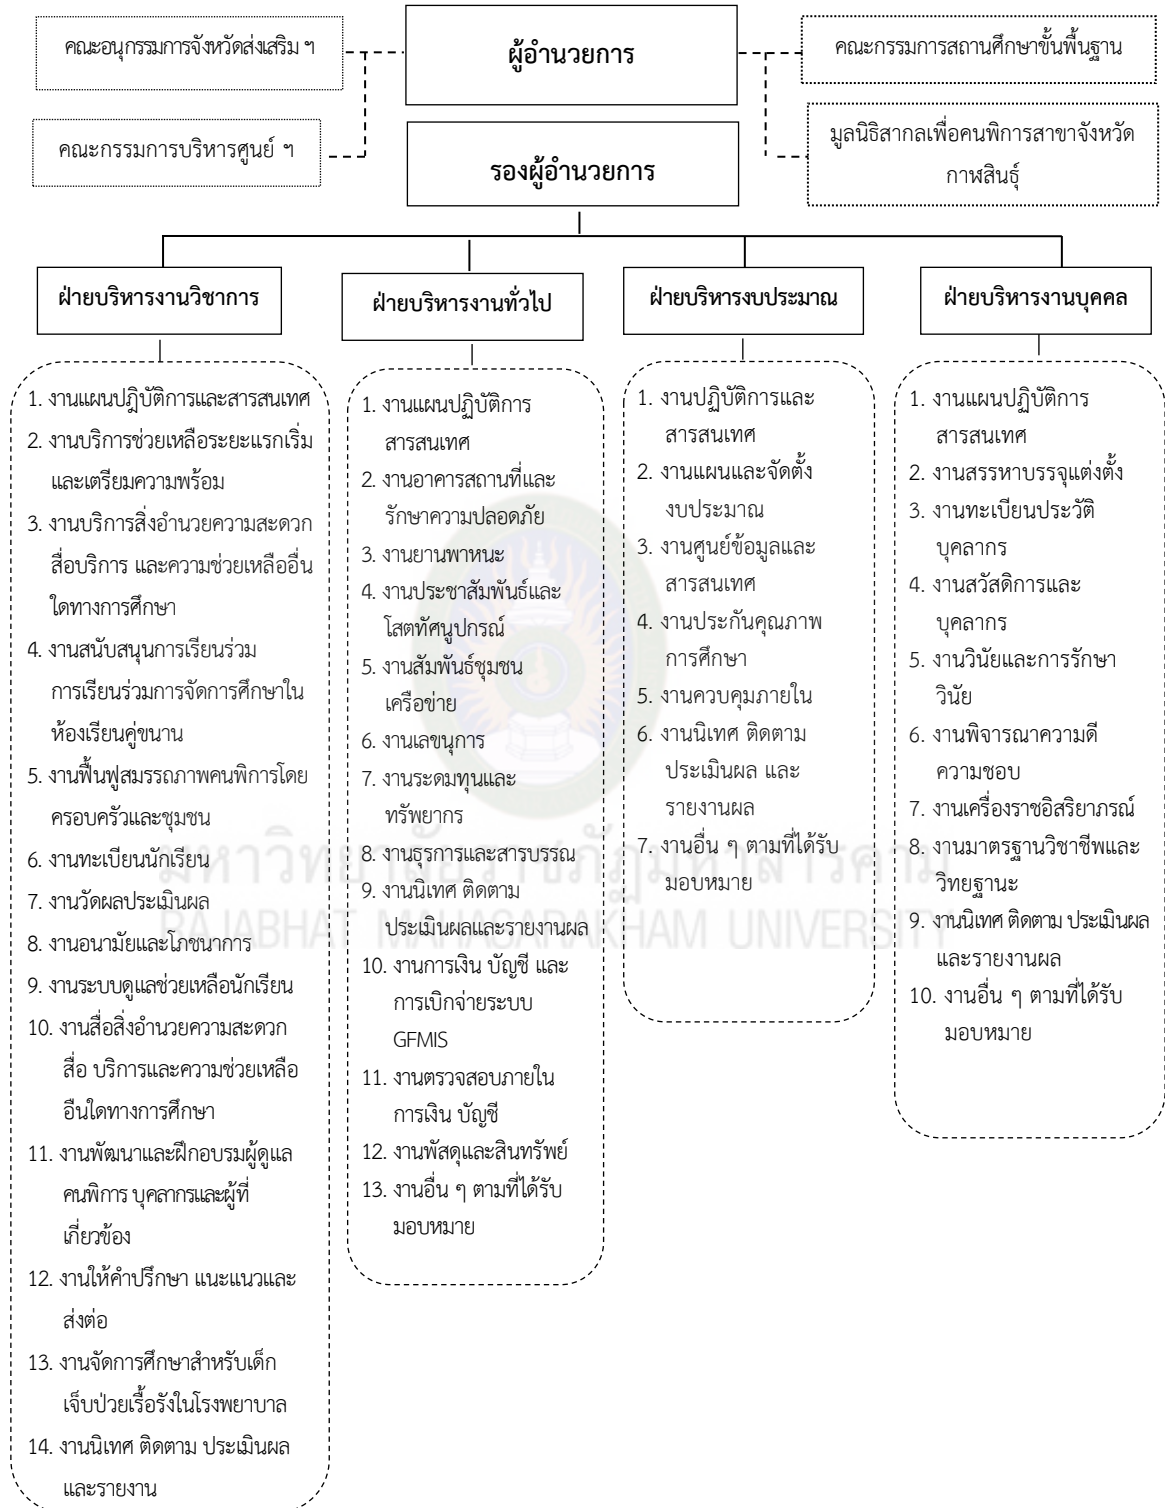 คณะอนุกรรมการจังหวัดส่งเสริม ฯ
ผู้อำนวยการ
คณะกรรมการสถานศึกษาขั้นพื้นฐาน
คณะกรรมการบริหารศูนย์ ฯ
รองผู้อำนวยการ
มูลนิธิสากลเพื่อคนพิการสาขาจังหวัด
กาฬสินธุ์
ฝ่ายบริหารงานวิชาการ
1. งานแผนปฏิบัติการและสารสนเทศ
2. งานบริการช่วยเหลือระยะแรกเริ่ม
และเตรียมความพร้อม
3. งานบริการสิ่งอำนวยความสะดวก
สื่อบริการ และความช่วยเหลืออื่น
ใดทางการศึกษา
4. งานสนับสนุนการเรียนร่วม
การเรียนร่วมการจัดการศึกษาใน
ห้องเรียนคู่ขนาน
5. งานฟื้นฟูสมรรถภาพคนพิการโดย
ครอบครัวและชุมชน
6. งานทะเบียนนักเรียน
7. งานวัดผลประเมินผล
8. งานอนามัยและโภชนาการ
9. งานระบบดูแลช่วยเหลือนักเรียน
10. งานสื่อสิ่งอำนวยความสะดวก
สื่อ บริการและความช่วยเหลือ
อืนใดทางการศึกษา
11. งานพัฒนาและฝึกอบรมผู้ดูแล
คนพิการ บุคลากรและผู้ที่
เกี่ยวข้อง
12. งานให้คำปรึกษา แนะแนวและ
ส่งต่อ
13. งานจัดการศึกษาสำหรับเด็ก
เจ็บป่วยเรื้อรังในโรงพยาบาล
14. งานนิเทศ ติดตาม ประเมินผล
และรายงาน
ฝ่ายบริหารงานทั่วไป
1. งานแผนปฏิบัติการ
สารสนเทศ
2. งานอาคารสถานที่และ
รักษาความปลอดภัย
3. งานยานพาหนะ
4. งานประชาสัมพันธ์และ
โสตทัศนูปกรณ์
5. งานสัมพันธ์ชุมชน
เครือข่าย
6. งานเลขนุการ
7. งานระดมทุนและ
ทรัพยากร
8. งานธุรการและสารบรรณ
9. งานนิเทศ ติดตาม
ประเมินผลและรายงานผล
10. งานการเงิน บัญชี และ
การเบิกจ่ายระบบ
GFMIS
11. งานตรวจสอบภายใน
การเงิน บัญชี
12. งานพัสดุและสินทรัพย์
13. งานอื่น ๆ ตามที่ได้รับ
มอบหมาย
ฝ่ายบริหารงบประมาณ
1. งานปฏิบัติการและ
สารสนเทศ
2. งานแผนและจัดตั้ง
งบประมาณ
3. งานศูนย์ข้อมูลและ
สารสนเทศ
4. งานประกันคุณภาพ
การศึกษา
5. งานควบคุมภายใน
6. งานนิเทศ ติดตาม
ประเมินผล และ
รายงานผล
7. งานอื่น ๆ ตามที่ได้รับ
มอบหมาย
ฝ่ายบริหารงานบุคคล
1. งานแผนปฏิบัติการ
สารสนเทศ
2. งานสรรหาบรรจุแต่งตั้ง
3. งานทะเบียนประวัติ
บุคลากร
4. งานสวัสดิการและ
บุคลากร
5. งานวินัยและการรักษา
วินัย
6. งานพิจารณาความดี
ความชอบ
7. งานเครื่องราชอิสริยาภรณ์
8. งานมาตรฐานวิชาชีพและ
วิทยฐานะ
9. งานนิเทศ ติดตาม ประเมินผล
และรายงานผล
10. งานอื่น ๆ ตามที่ได้รับ
มอบหมาย
มหาวิทยาลัยราชภัฏมหาสารคาม
RAJABHAT MAHASARAKHAM UNIVERSITY